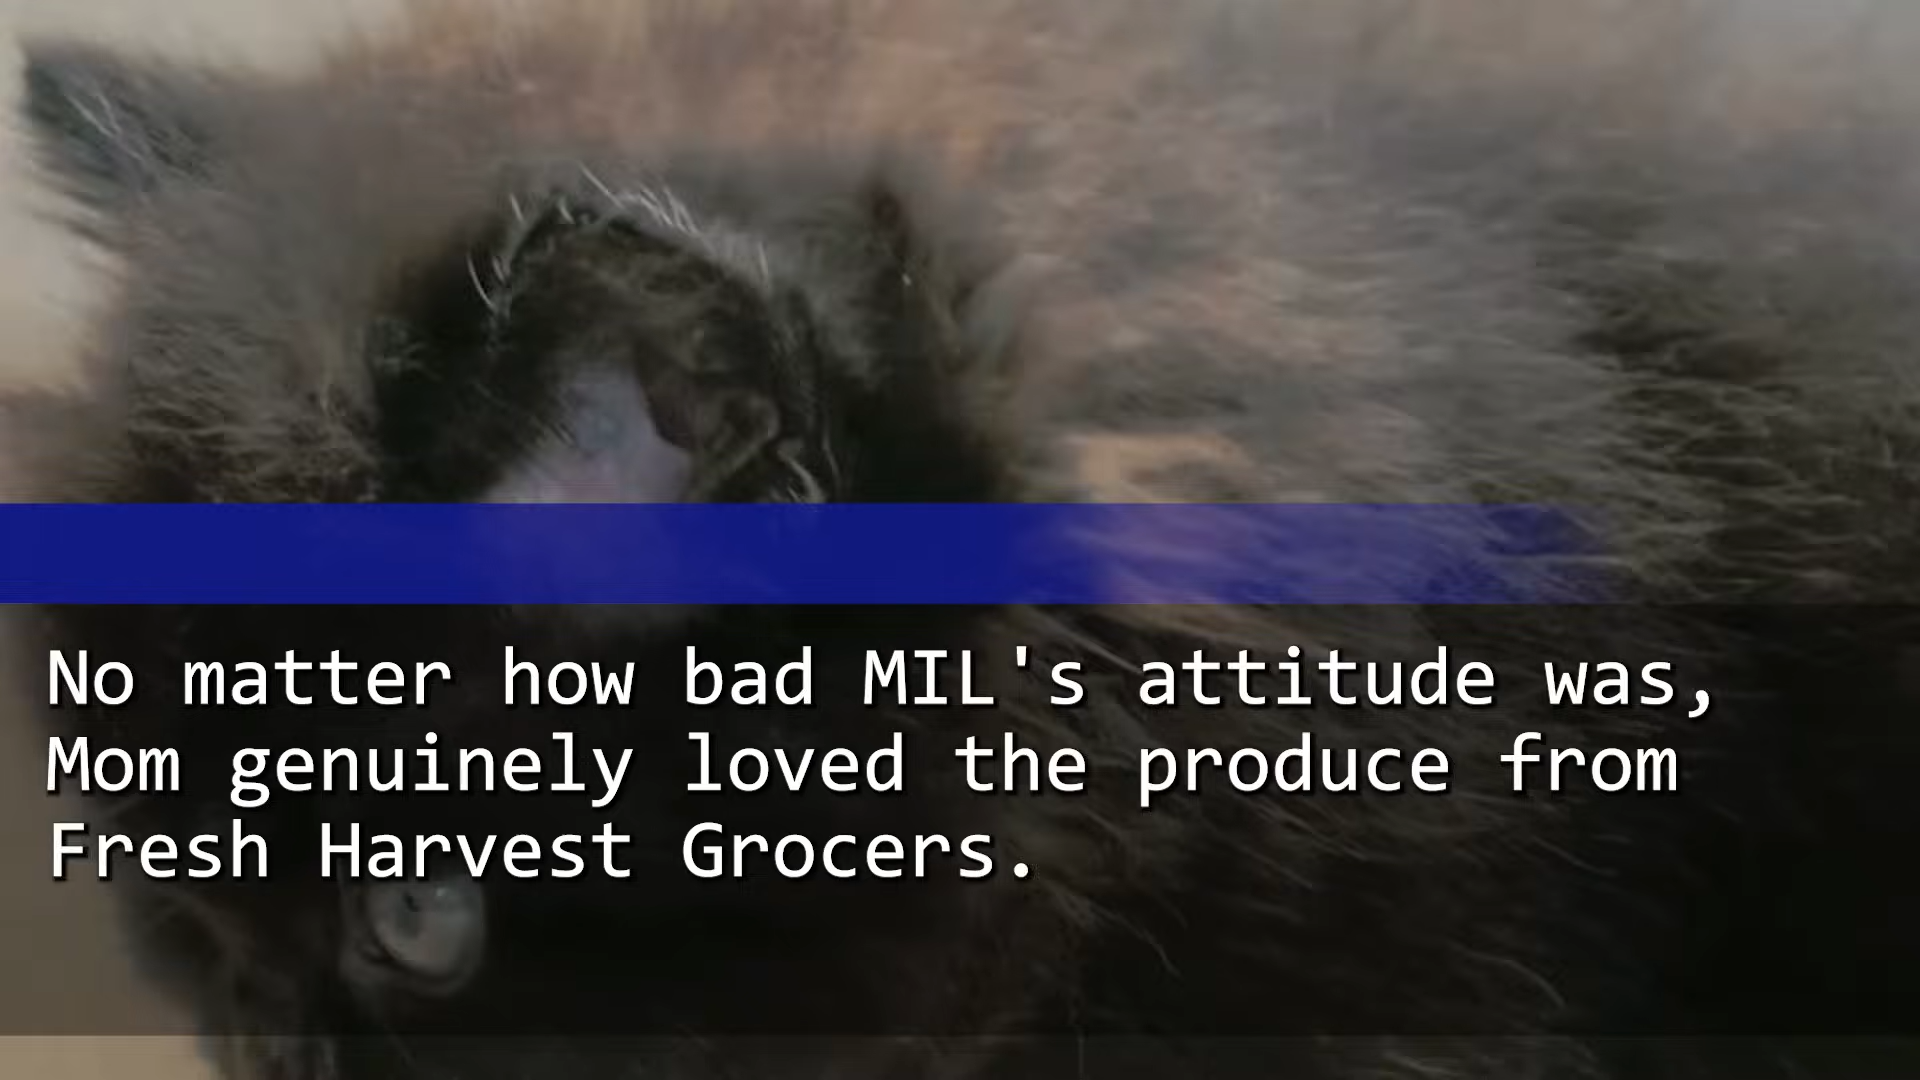 No matter how bad MIL's attitude was,
Mom genuinely loved the produce from
Fresh Harvest Grocers.